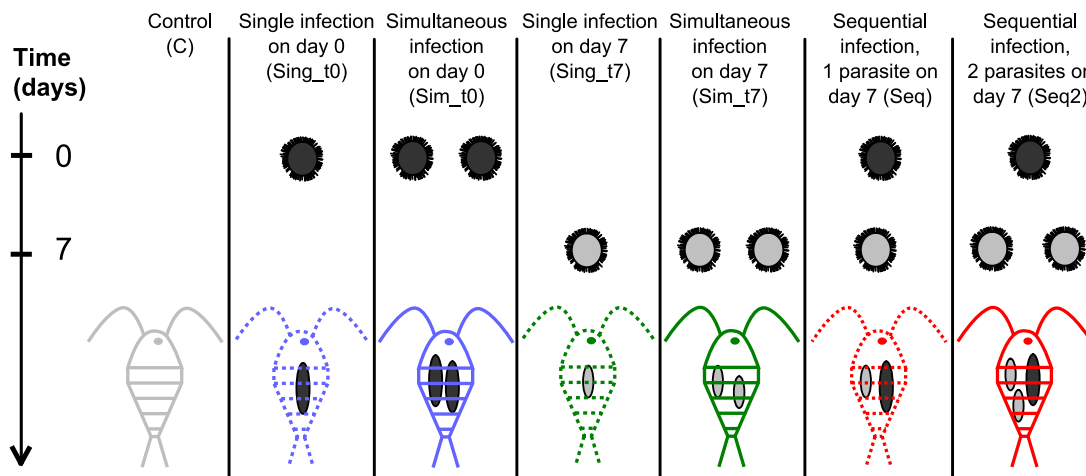 Control
(C)
Single infection
on day 0
(Sing_t0)
Simultaneous
infection
on day 0
(Sim_t0)
Single infection
on day 7
(Sing_t7)
Simultaneous
infection
on day 7
(Sim_t7)
Sequential
infection,
1 parasite on
day 7 (Seq)
Sequential
infection,
2 parasites on
day 7 (Seq2)
Time
(days)
0
7